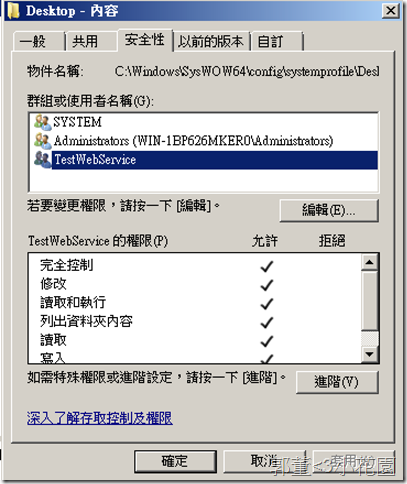 Desktop - 內容
一般 共用 安全性 以前的版本 自訂
物件名稱: C:\Windows\SysWOW64\config\systemprofile\Desl
群組或使用者名稱(G):
SYSTEM
Administrators (WIN-1BP626MKER0\Administrators)
TestWebService
若要變更權限，請按一下 [編輯]。
編輯(E)...
TestWebService 的權限(P) 允許 拒絕
完全控制
修改
讀取和執行
列出資料夾內容
讀取
寫入
如需特殊權限或進階設定，請按一下 [進階]。
進階(V)
深入了解存取控制及權限
確定 取消
小花園